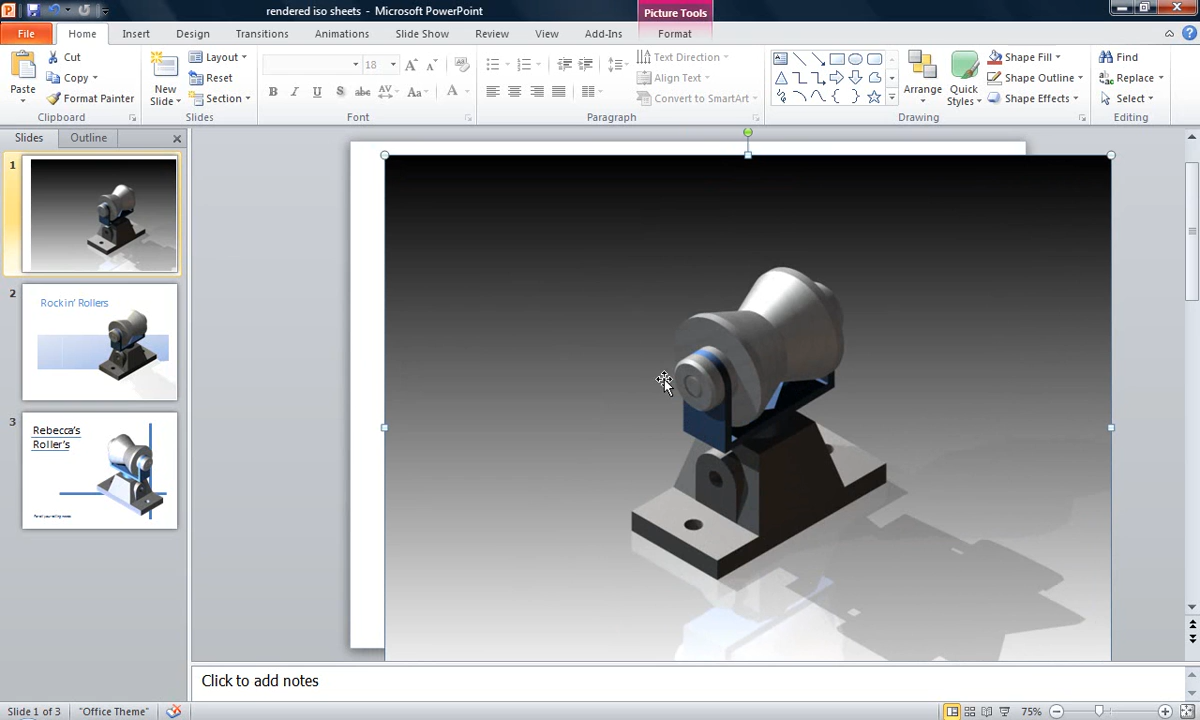 rendered iso sheets - Microsoft PowerPoint
Picture Tools
File Home Insert Design Transitions Animations Slide Show Review View Add-Ins Format
Paste
Cut
Copy
Format Painter
Clipboard
New Slide
Layout
Reset
Section
Slides
18
Font
Text Direction
Align Text
Convert to SmartArt
Paragraph
Arrange
Quick Styles
Shape Fill
Shape Outline
Shape Effects
Drawing
Find
Replace
Select
Editing
Slides Outline
1
2
Rockin' Rollers
3
Rebecca's
Roller's
Click to add notes
Slide 1 of 3 "Office Theme" 75%